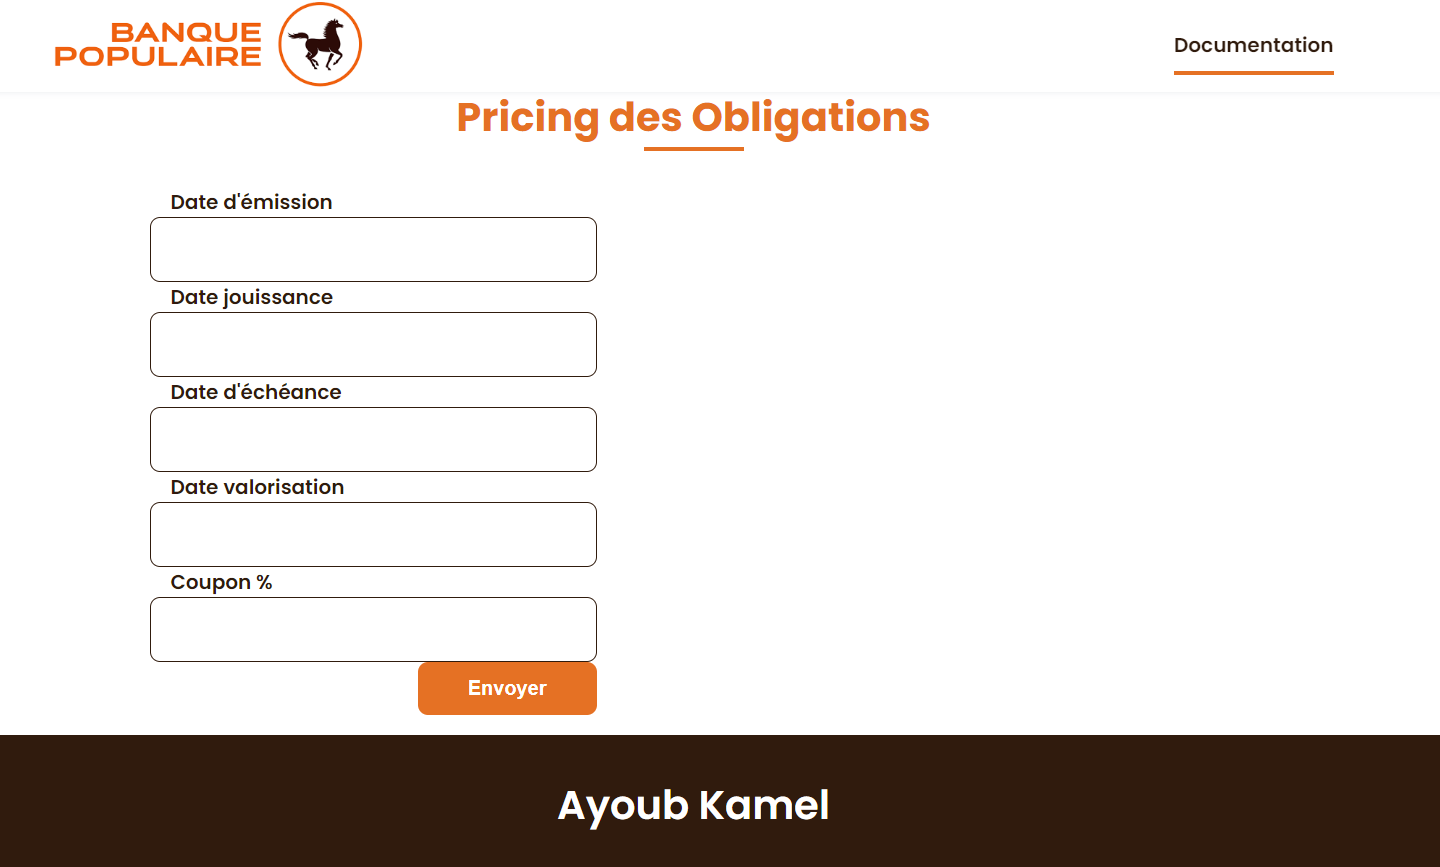 BANQUE
POPULAIRE
Documentation
Pricing des Obligations
Date d'émission
Date jouissance
Date d'échéance
Date valorisation
Coupon %
Envoyer
Ayoub Kamel